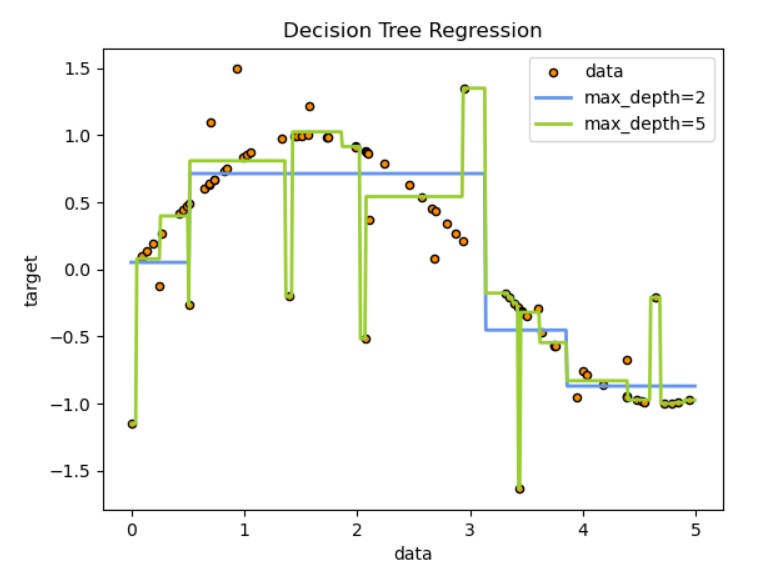 Decision Tree Regression
data
max_depth=2
max_depth=5
1.5
1.0
0.5
0.0
−0.5
−1.0
−1.5
target
0 1 2 3 4 5
data